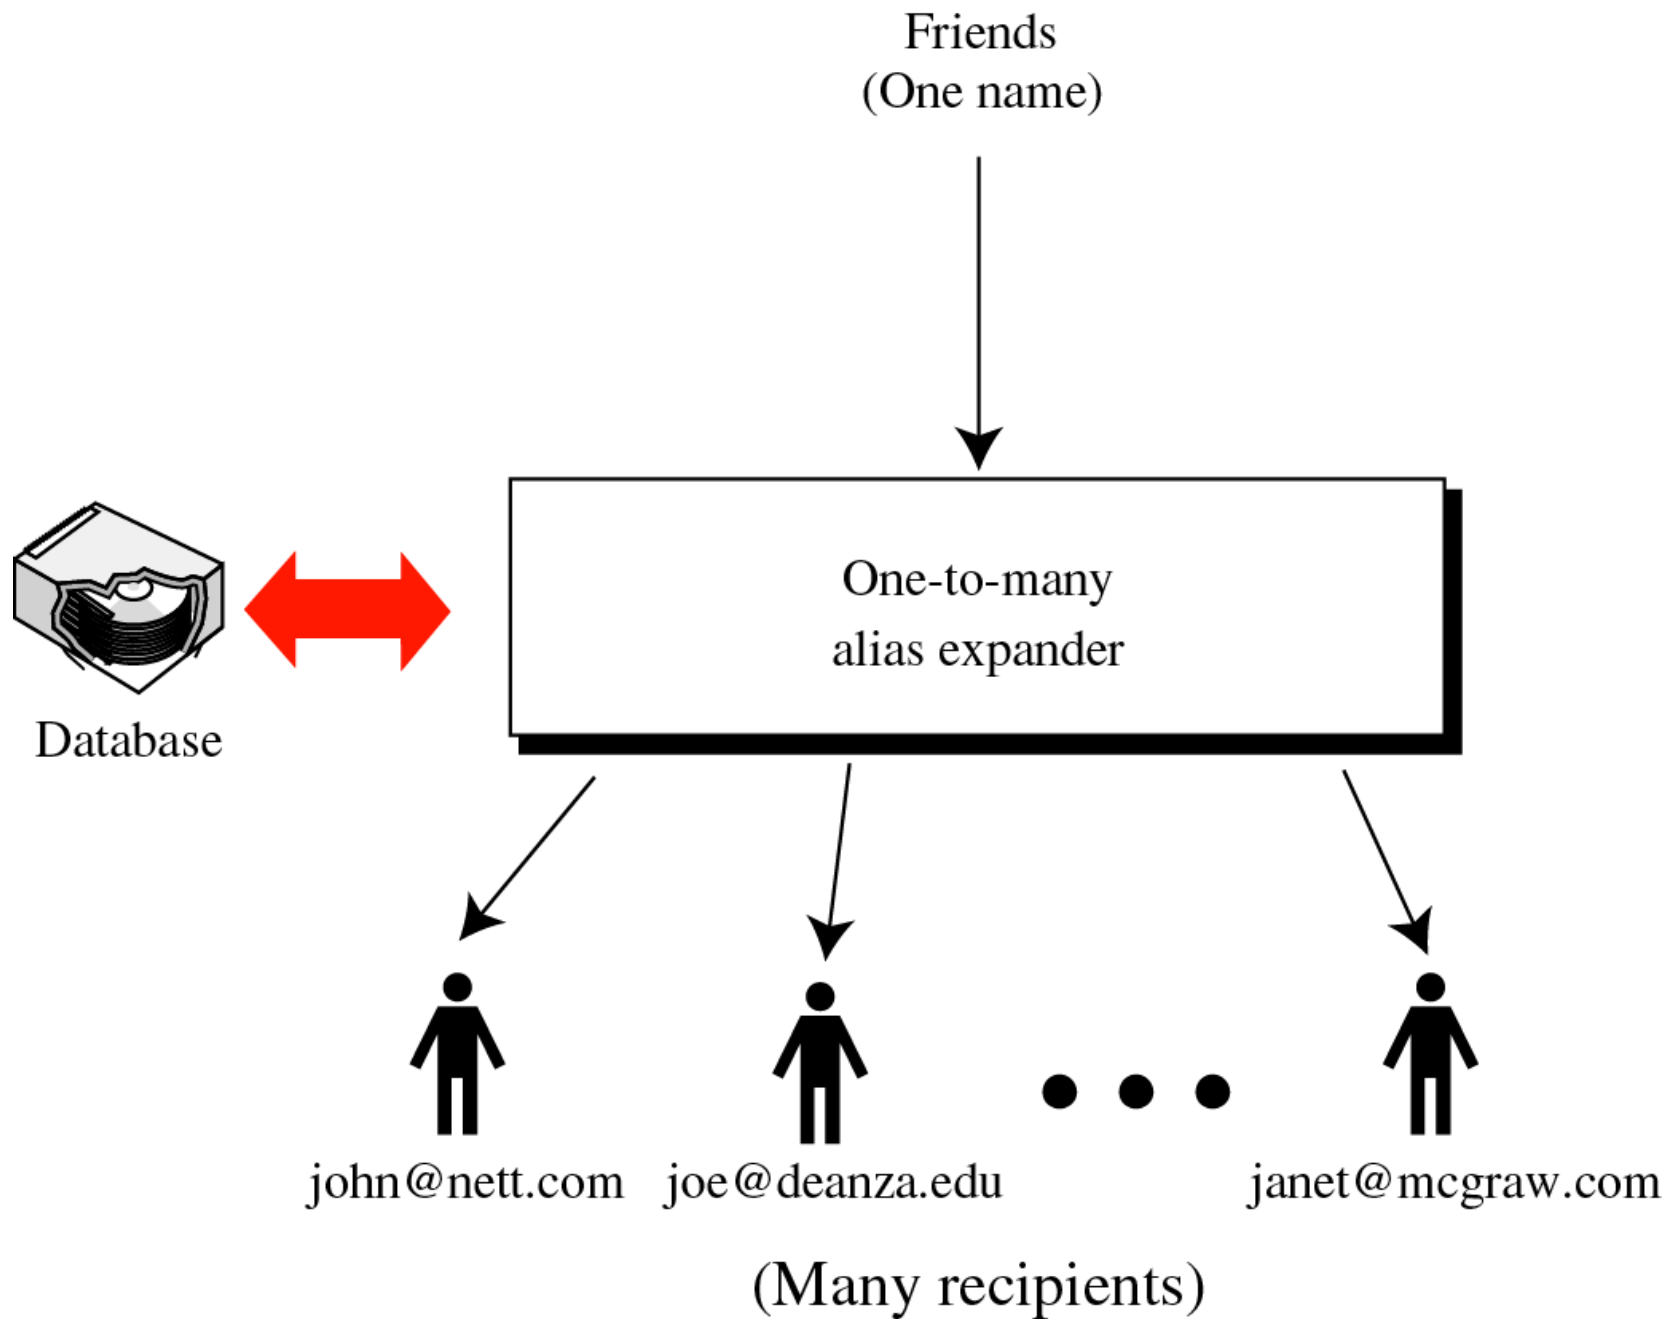 Friends
(One name)
One-to-many
alias expander
Database
john@nett.com
joe@deanza.edu
janet@mcgraw.com
(Many recipients)